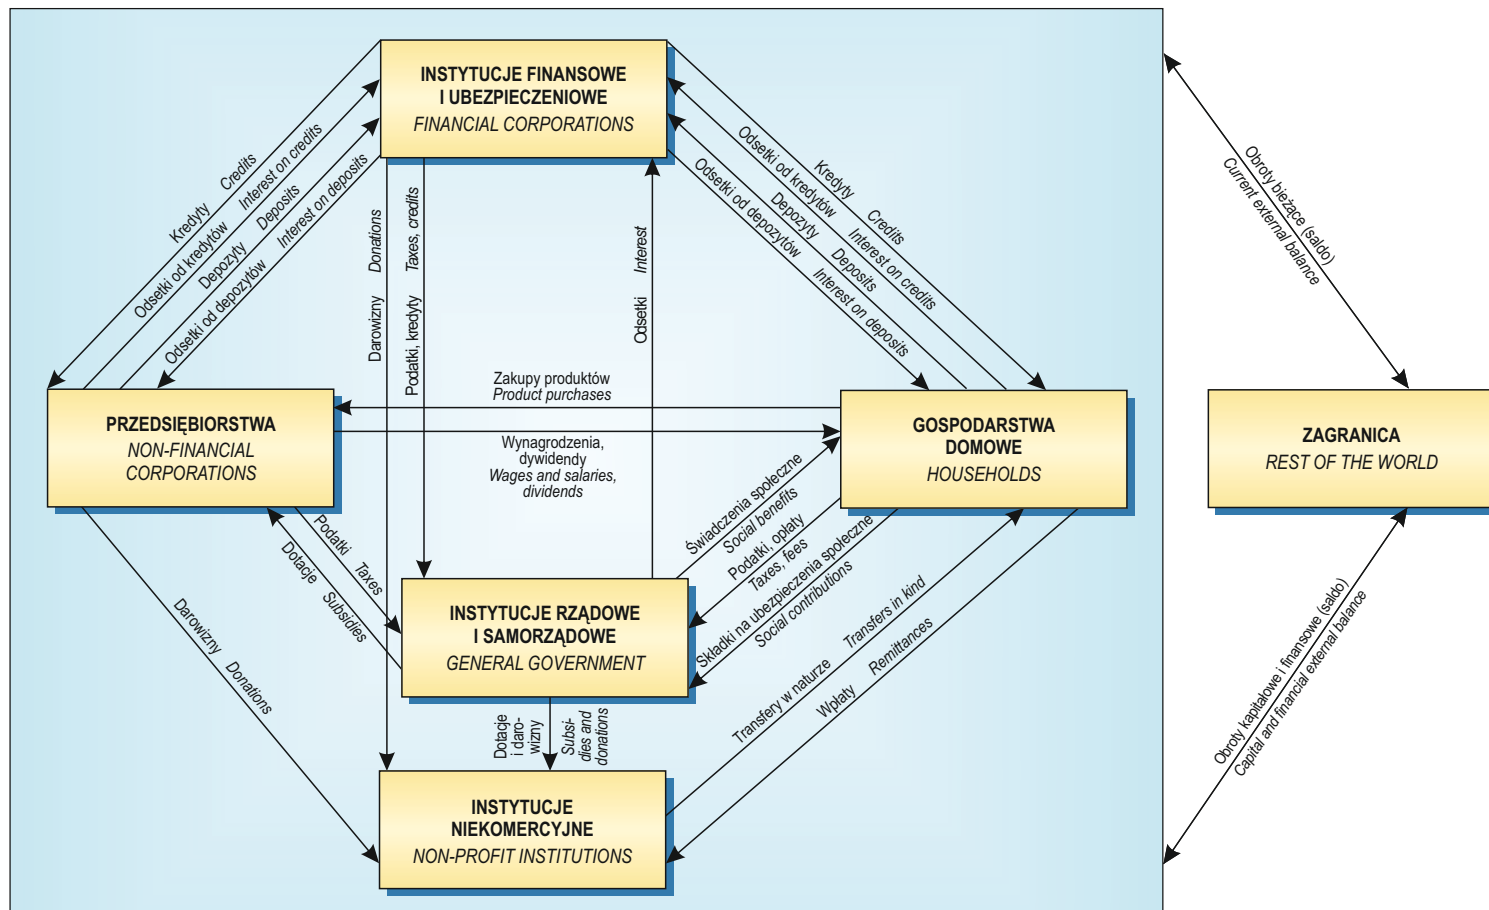 INSTYTUCJE FINANSOWE
I UBEZPIECZENIOWE
FINANCIAL CORPORATIONS
Kredyty Credits
Odsetki od kredytów Interest on credits
Depozyty Deposits
Odsetki od depozytów Interest on deposits
Darowizny Donations
Podatki, kredyty Taxes, credits
Odsetki Interest
Kredyty Credits
Odsetki od kredytów Interest on credits
Depozyty Deposits
Odsetki od depozytów Interest on deposits
Obroty bieżące (saldo)
Current external balance
PRZEDSIĘBIORSTWA
NON-FINANCIAL
CORPORATIONS
Zakupy produktów
Product purchases
Wynagrodzenia,
dywidendy
Wages and salaries,
dividends
GOSPODARSTWA
DOMOWE
HOUSEHOLDS
ZAGRANICA
REST OF THE WORLD
Podatki Taxes
Dotacje Subsidies
Darowizny Donations
Świadczenia społeczne
Social benefits
Podatki, opłaty
Taxes, fees
Składki na ubezpieczenia społeczne
Social contributions
INSTYTUCJE RZĄDOWE
I SAMORZĄDOWE
GENERAL GOVERNMENT
Transfery w naturze Transfers in kind
Wpłaty Remittances
Obroty kapitałowe i finansowe (saldo)
Capital and financial external balance
Dotacje
i daro-
wizny
Subsi-
dies and
donations
INSTYTUCJE
NIEKOMERCYJNE
NON-PROFIT INSTITUTIONS